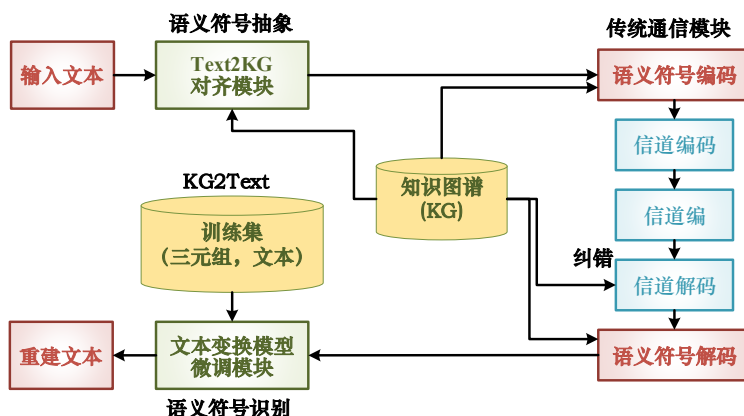 语义符号抽象
传统通信模块
输入文本
Text2KG
对齐模块
语义符号编码
信道编码
KG2Text
知识图谱
(KG)
信道编
训练集
（三元组，文本）
纠错
信道解码
重建文本
文本变换模型
微调模块
语义符号解码
语义符号识别